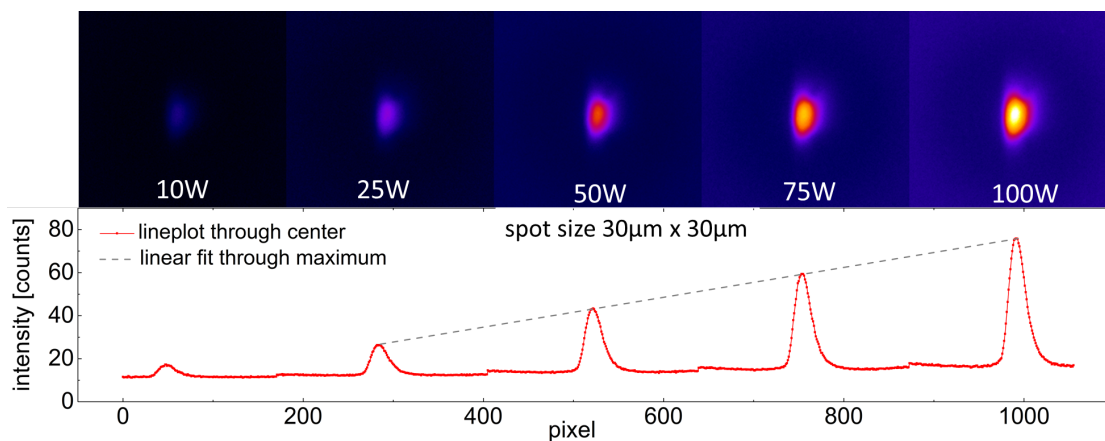 10W 25W 50W 75W 100W
80
60
40
20
0
intensity [counts]
lineplot through center
linear fit through maximum
spot size 30µm x 30µm
0 200 400 600 800 1000
pixel